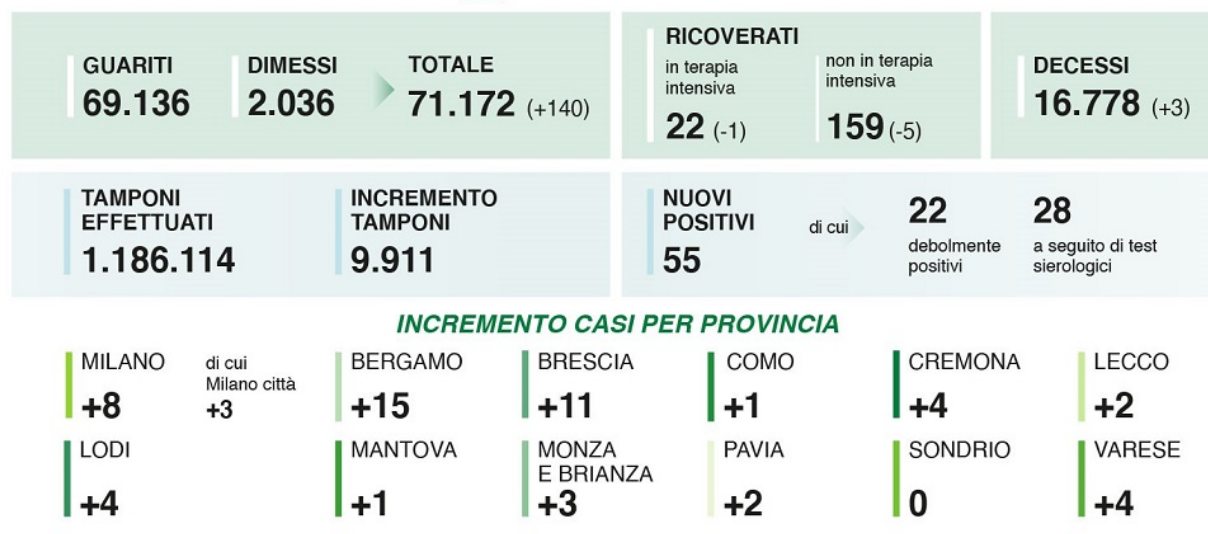 GUARITI
69.136
DIMESSI
2.036
TOTALE
71.172 (+140)
RICOVERATI
in terapia
intensiva
22 (-1)
non in terapia
intensiva
159 (-5)
DECESSI
16.778 (+3)
TAMPONI
EFFETTUATI
1.186.114
INCREMENTO
TAMPONI
9.911
NUOVI
POSITIVI
55
di cui
22
debolmente
positivi
28
a seguito di test
sierologici
INCREMENTO CASI PER PROVINCIA
MILANO
+8
di cui
Milano città
+3
BERGAMO
+15
BRESCIA
+11
COMO
+1
CREMONA
+4
LECCO
+2
LODI
+4
MANTOVA
+1
MONZA
E BRIANZA
+3
PAVIA
+2
SONDRIO
0
VARESE
+4